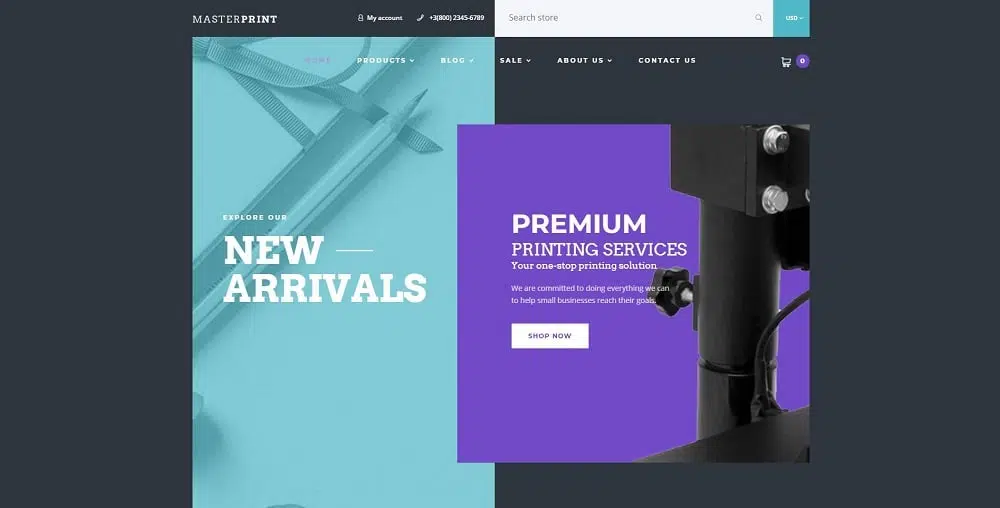 MASTERPRINT
My account
+3(800) 2345-6789
Search store
USD
HOME
PRODUCTS
BLOG
SALE
ABOUT US
CONTACT US
0
EXPLORE OUR
NEW
ARRIVALS
PREMIUM
PRINTING SERVICES
Your one-stop printing solution
We are committed to doing everything we can
to help small businesses reach their goals.
SHOP NOW